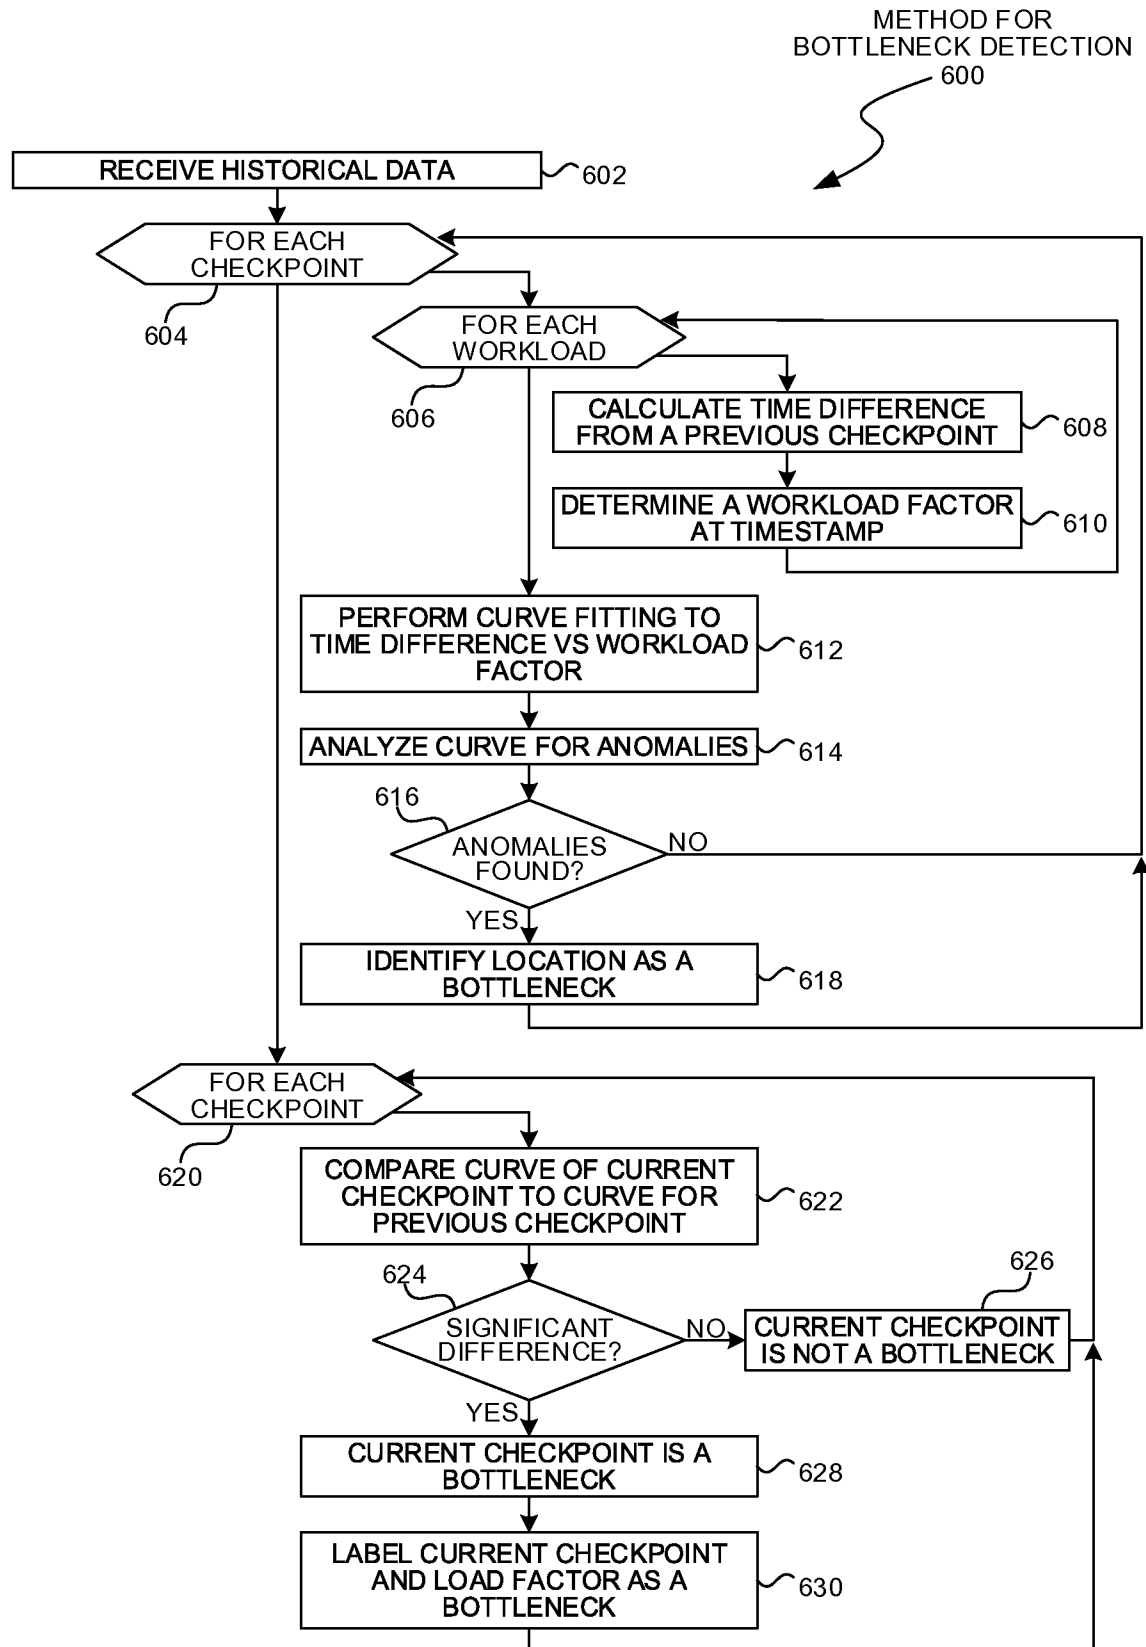 METHOD FOR
BOTTLENECK DETECTION
600
RECEIVE HISTORICAL DATA
602
FOR EACH
CHECKPOINT
604
FOR EACH
WORKLOAD
606
CALCULATE TIME DIFFERENCE
FROM A PREVIOUS CHECKPOINT
608
DETERMINE A WORKLOAD FACTOR
AT TIMESTAMP
610
PERFORM CURVE FITTING TO
TIME DIFFERENCE VS WORKLOAD
FACTOR
612
ANALYZE CURVE FOR ANOMALIES
614
616
ANOMALIES
FOUND?
NO
YES
IDENTIFY LOCATION AS A
BOTTLENECK
618
FOR EACH
CHECKPOINT
620
COMPARE CURVE OF CURRENT
CHECKPOINT TO CURVE FOR
PREVIOUS CHECKPOINT
622
624
SIGNIFICANT
DIFFERENCE?
NO
626
CURRENT CHECKPOINT
IS NOT A BOTTLENECK
YES
CURRENT CHECKPOINT IS A
BOTTLENECK
628
LABEL CURRENT CHECKPOINT
AND LOAD FACTOR AS A
BOTTLENECK
630